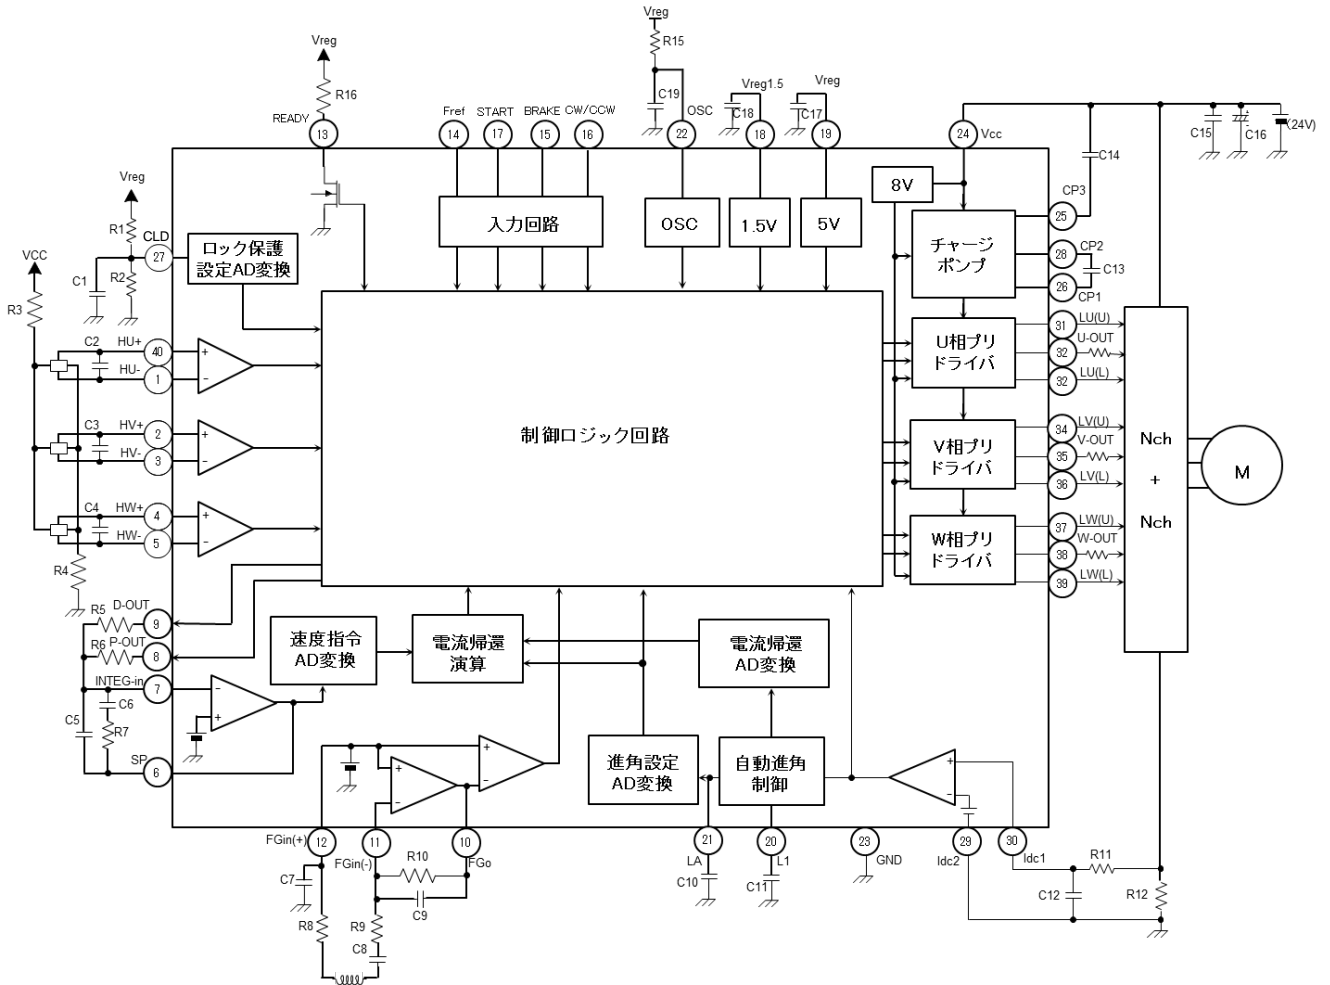 Vreg
R15
C19
OSC
22
Vreg1.5
C18
18
Vreg
C17
19
Vreg
R16
READY
13
Fref
14
START
17
BRAKE
15
CW/CCW
16
24
Vcc
C14
C15
C16
(24V)
8V
CP3
25
CP2
28
C13
26
CP1
Vreg
R1
CLD
27
R2
C1
ロック保護
設定AD変換
入力回路
OSC
1.5V
5V
チャージ
ポンプ
VCC
R3
C2
HU+
40
HU-
1
C3
HV+
2
HV-
3
C4
HW+
4
HW-
5
R4
制御ロジック回路
U相プリ
ドライバ
V相プリ
ドライバ
W相プリ
ドライバ
31
LU(U)
32
U-OUT
32
LU(L)
34
LV(U)
35
V-OUT
36
LV(L)
37
LW(U)
38
W-OUT
39
LW(L)
Nch
+
Nch
M
R5
D-OUT
9
R6
P-OUT
8
INTEG-in
7
C5
C6
R7
SP
6
速度指令
AD変換
電流帰還
演算
電流帰還
AD変換
進角設定
AD変換
自動進角
制御
+
-
FGin(+)
12
FGin(-)
11
10
FGo
C7
R8
R10
C9
R9
C8
21
LA
C10
20
L1
C11
23
GND
29
Idc2
30
Idc1
R11
C12
R12